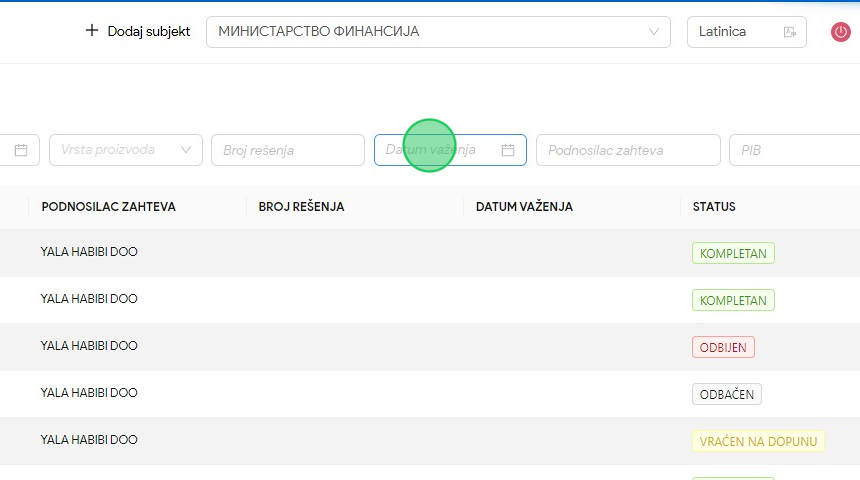 Dodaj subjekt МИНИСТАРСТВО ФИНАНСИЈА Latinica
Vrsta proizvoda Broj rešenja Datum važenja Podnosilac zahteva PIB
PODNOSILAC ZAHTEVA BROJ REŠENJA DATUM VAŽENJA STATUS
YALA HABIBI DOO KOMPLETAN
YALA HABIBI DOO KOMPLETAN
YALA HABIBI DOO ODBIJEN
YALA HABIBI DOO ODBAČEN
YALA HABIBI DOO VRAĆEN NA DOPUNU